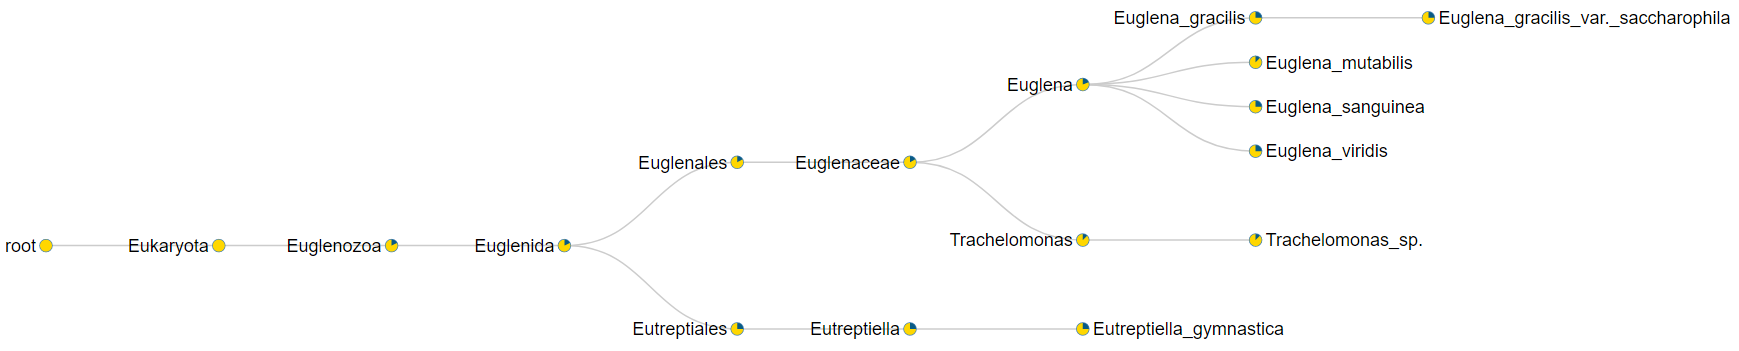 Euglena_gracilis
Euglena_gracilis_var._saccharophila
Euglena_mutabilis
Euglena
Euglena_sanguinea
Euglena_viridis
Euglenales
Euglenaceae
Trachelomonas
Trachelomonas_sp.
root
Eukaryota
Euglenozoa
Euglenida
Eutreptiales
Eutreptiella
Eutreptiella_gymnastica